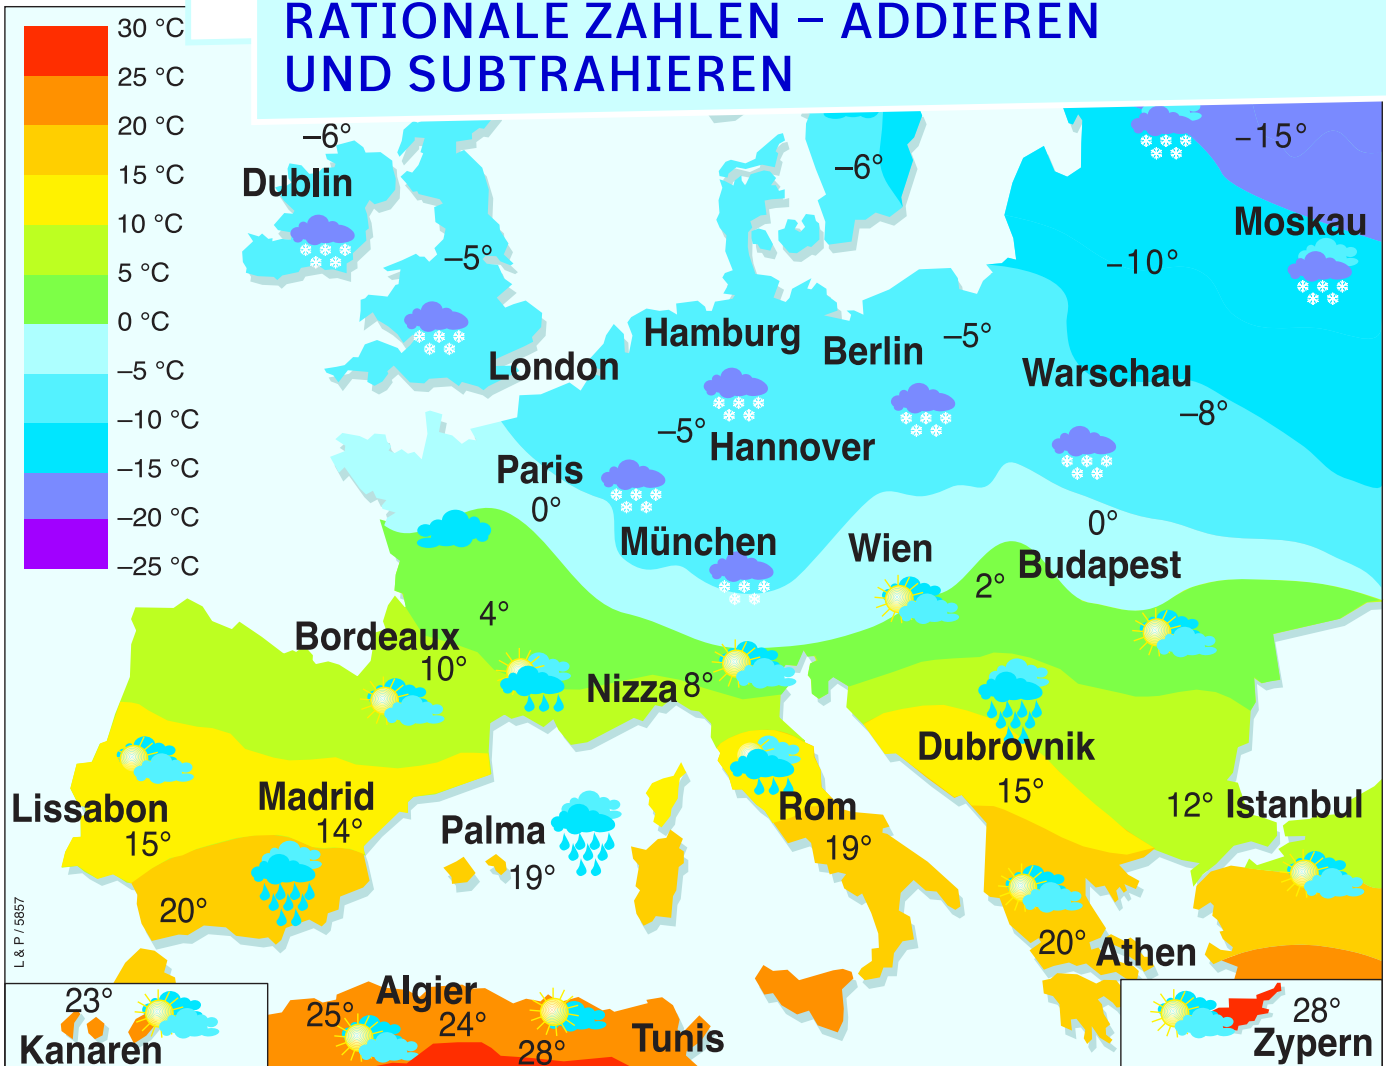 RATIONALE ZAHLEN – ADDIEREN
UND SUBTRAHIEREN
30 °C
25 °C
20 °C
15 °C
10 °C
5 °C
0 °C
–5 °C
–10 °C
–15 °C
–20 °C
–25 °C
–6°
Dublin
–5°
London
–6°
–15°
Moskau
–10°
Hamburg
Berlin
–5°
Warschau
–8°
–5°
Hannover
Paris
0°
München
Wien
0°
2°
Budapest
4°
Bordeaux
10°
Nizza
8°
Dubrovnik
15°
12°
Istanbul
Lissabon
15°
Madrid
14°
Palma
19°
Rom
19°
20°
20°
Athen
L & P / 5857
23°
Kanaren
25°
Algier
24°
28°
Tunis
28°
Zypern